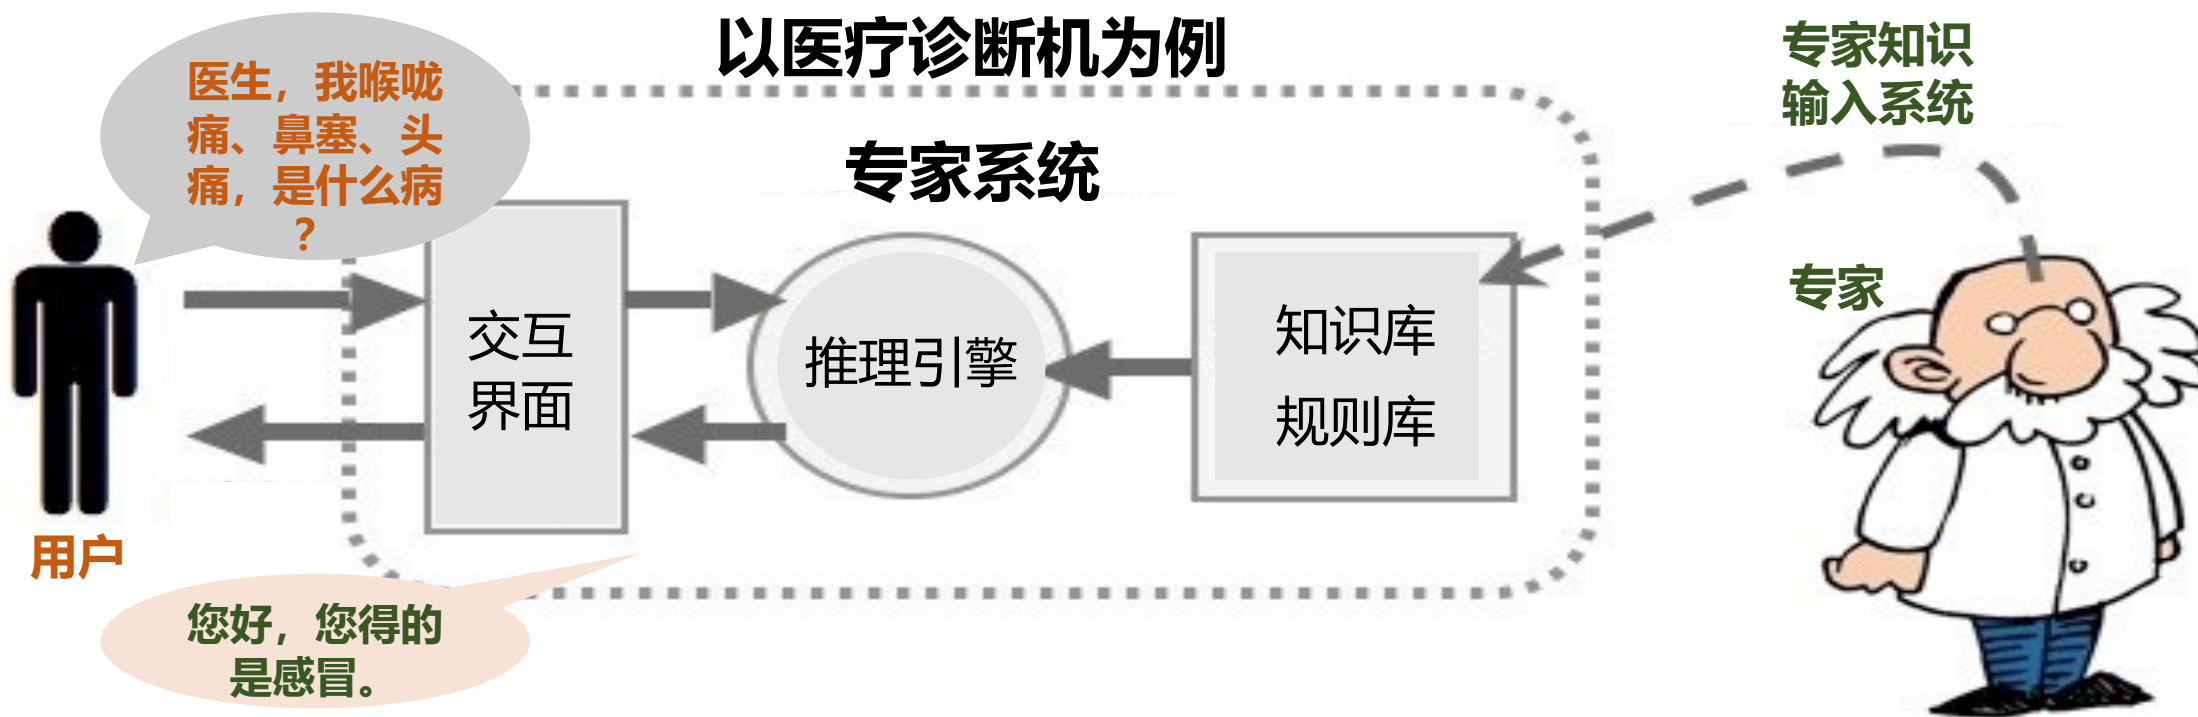 以医疗诊断机为例
专家系统
医生，我喉咙
痛、鼻塞、头
痛，是什么病
？
用户
您好，您得的
是感冒。
交互
界面
推理引擎
知识库
规则库
专家知识
输入系统
专家